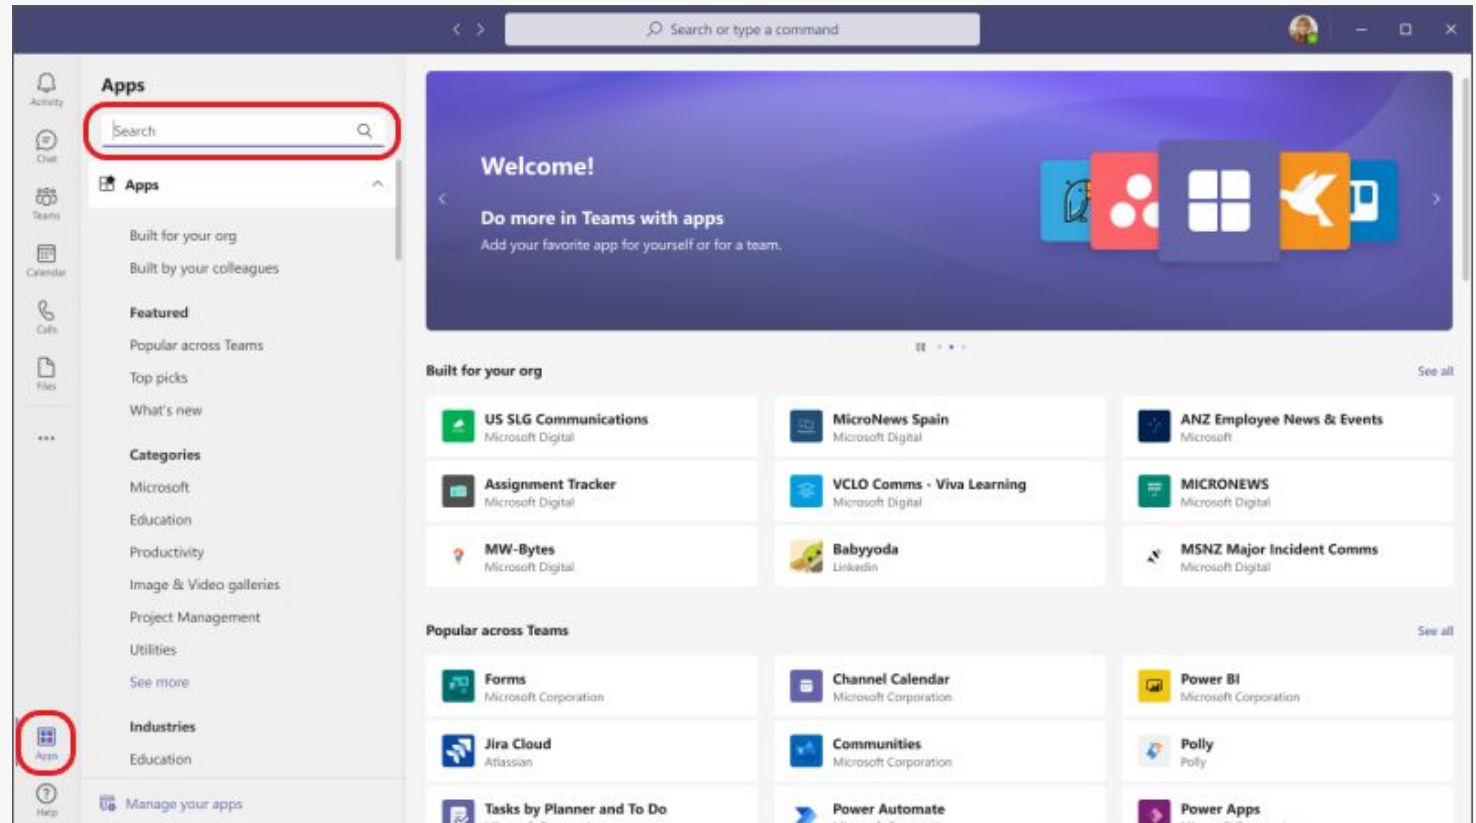 Search or type a command
Activity
Chat
Teams
Calendar
Calls
Files
Apps
Help
Apps
Search
Apps
Built for your org
Built by your colleagues
Featured
Popular across Teams
Top picks
What's new
Categories
Microsoft
Education
Productivity
Image & Video galleries
Project Management
Utilities
See more
Industries
Education
Manage your apps
Welcome!
Do more in Teams with apps
Add your favorite app for yourself or for a team.
Built for your org
See all
US SLG Communications
Microsoft Digital
MicroNews Spain
Microsoft Digital
ANZ Employee News & Events
Microsoft
Assignment Tracker
Microsoft Digital
VCLO Comms - Viva Learning
Microsoft Digital
MICRONEWS
Microsoft Digital
MW-Bytes
Microsoft Digital
Babyyoda
Linkedin
MSNZ Major Incident Comms
Microsoft Digital
Popular across Teams
See all
Forms
Microsoft Corporation
Channel Calendar
Microsoft Corporation
Power BI
Microsoft Corporation
Jira Cloud
Atlassian
Communities
Microsoft Corporation
Polly
Polly
Tasks by Planner and To Do
Power Automate
Power Apps